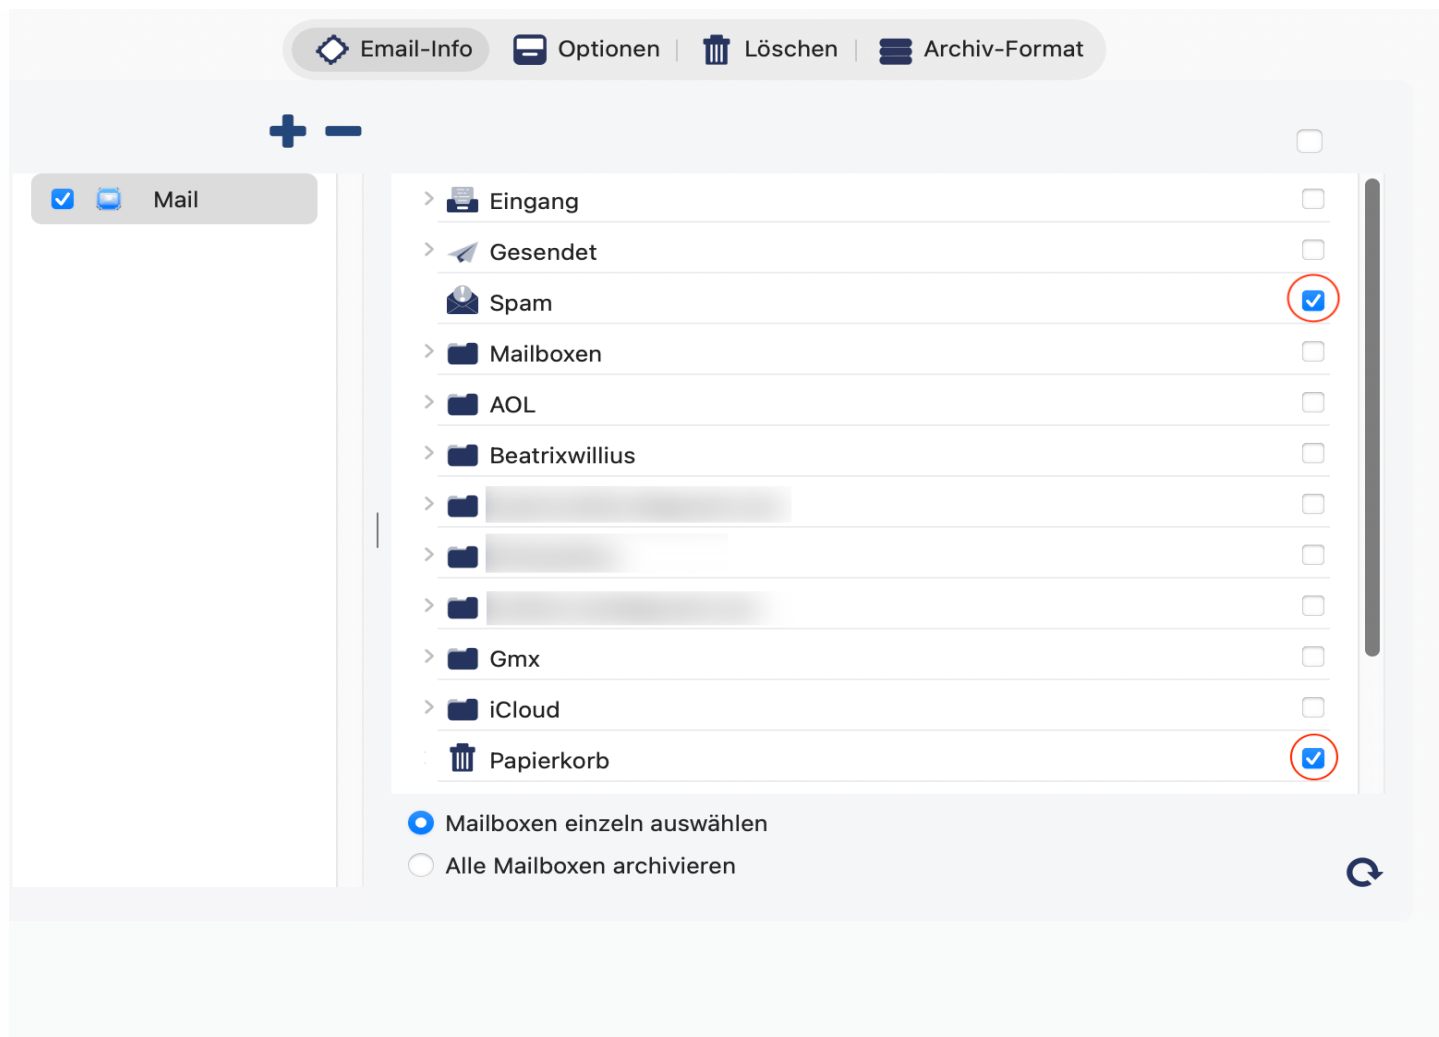 Email-Info Optionen Löschen Archiv-Format
Mail
Eingang
Gesendet
Spam
Mailboxen
AOL
Beatrixwillius
Gmx
iCloud
Papierkorb
Mailboxen einzeln auswählen
Alle Mailboxen archivieren